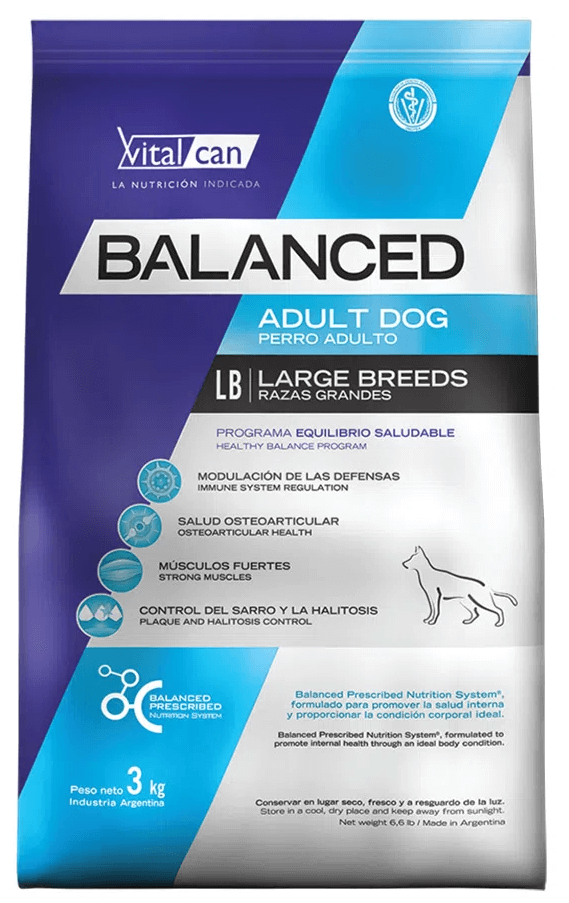 Vital can
LA NUTRICIÓN INDICADA
BALANCED
ADULT DOG
PERRO ADULTO
LB LARGE BREEDS
RAZAS GRANDES
PROGRAMA EQUILIBRIO SALUDABLE
HEALTHY BALANCE PROGRAM
MODULACIÓN DE LAS DEFENSAS
IMMUNE SYSTEM REGULATION
SALUD OSTEOARTICULAR
OSTEOARTICULAR HEALTH
MÚSCULOS FUERTES
STRONG MUSCLES
CONTROL DEL SARRO Y LA HALITOSIS
PLAQUE AND HALITOSIS CONTROL
BALANCED
PRESCRIBED
NUTRITION SYSTEM
Balanced Prescribed Nutrition System®,
formulado para promover la salud interna
y proporcionar la condición corporal ideal.
Balanced Prescribed Nutrition System®, formulated to
promote internal health through an ideal body condition.
Peso neto 3 kg
Industria Argentina
Conservar en lugar seco, fresco y a resguardo de la luz.
Store in a cool, dry place and keep away from sunlight.
Net weight 6,6 lb / Made in Argentina